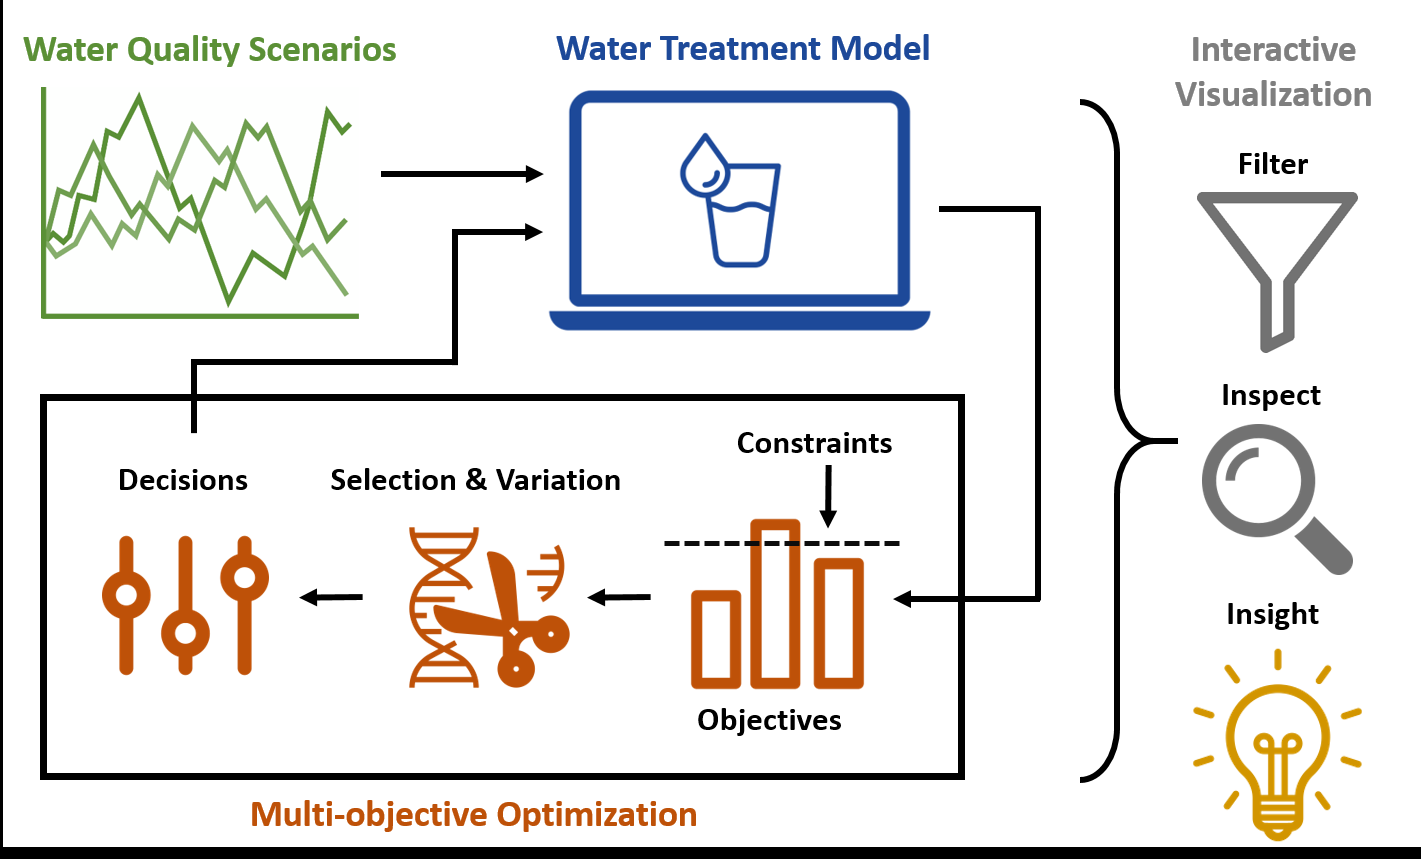 Water Quality Scenarios
Water Treatment Model
Interactive
Visualization
Filter
Inspect
Insight
Constraints
Decisions
Selection & Variation
Objectives
Multi-objective Optimization